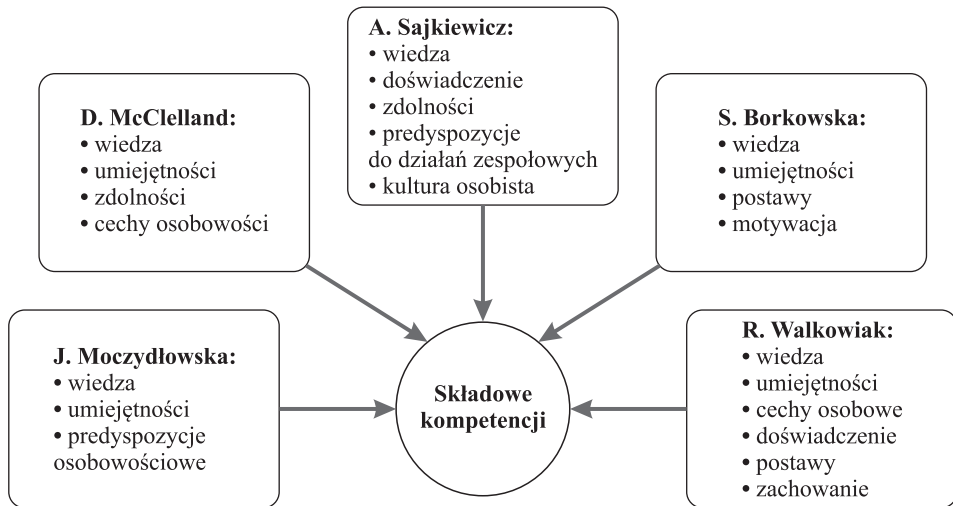 A. Sajkiewicz:
• wiedza
• doświadczenie
• zdolności
• predyspozycje
do działań zespołowych
• kultura osobista
D. McClelland:
• wiedza
• umiejętności
• zdolności
• cechy osobowości
S. Borkowska:
• wiedza
• umiejętności
• postawy
• motywacja
J. Moczydłowska:
• wiedza
• umiejętności
• predyspozycje
osobowościowe
Składowe
kompetencji
R. Walkowiak:
• wiedza
• umiejętności
• cechy osobowe
• doświadczenie
• postawy
• zachowanie